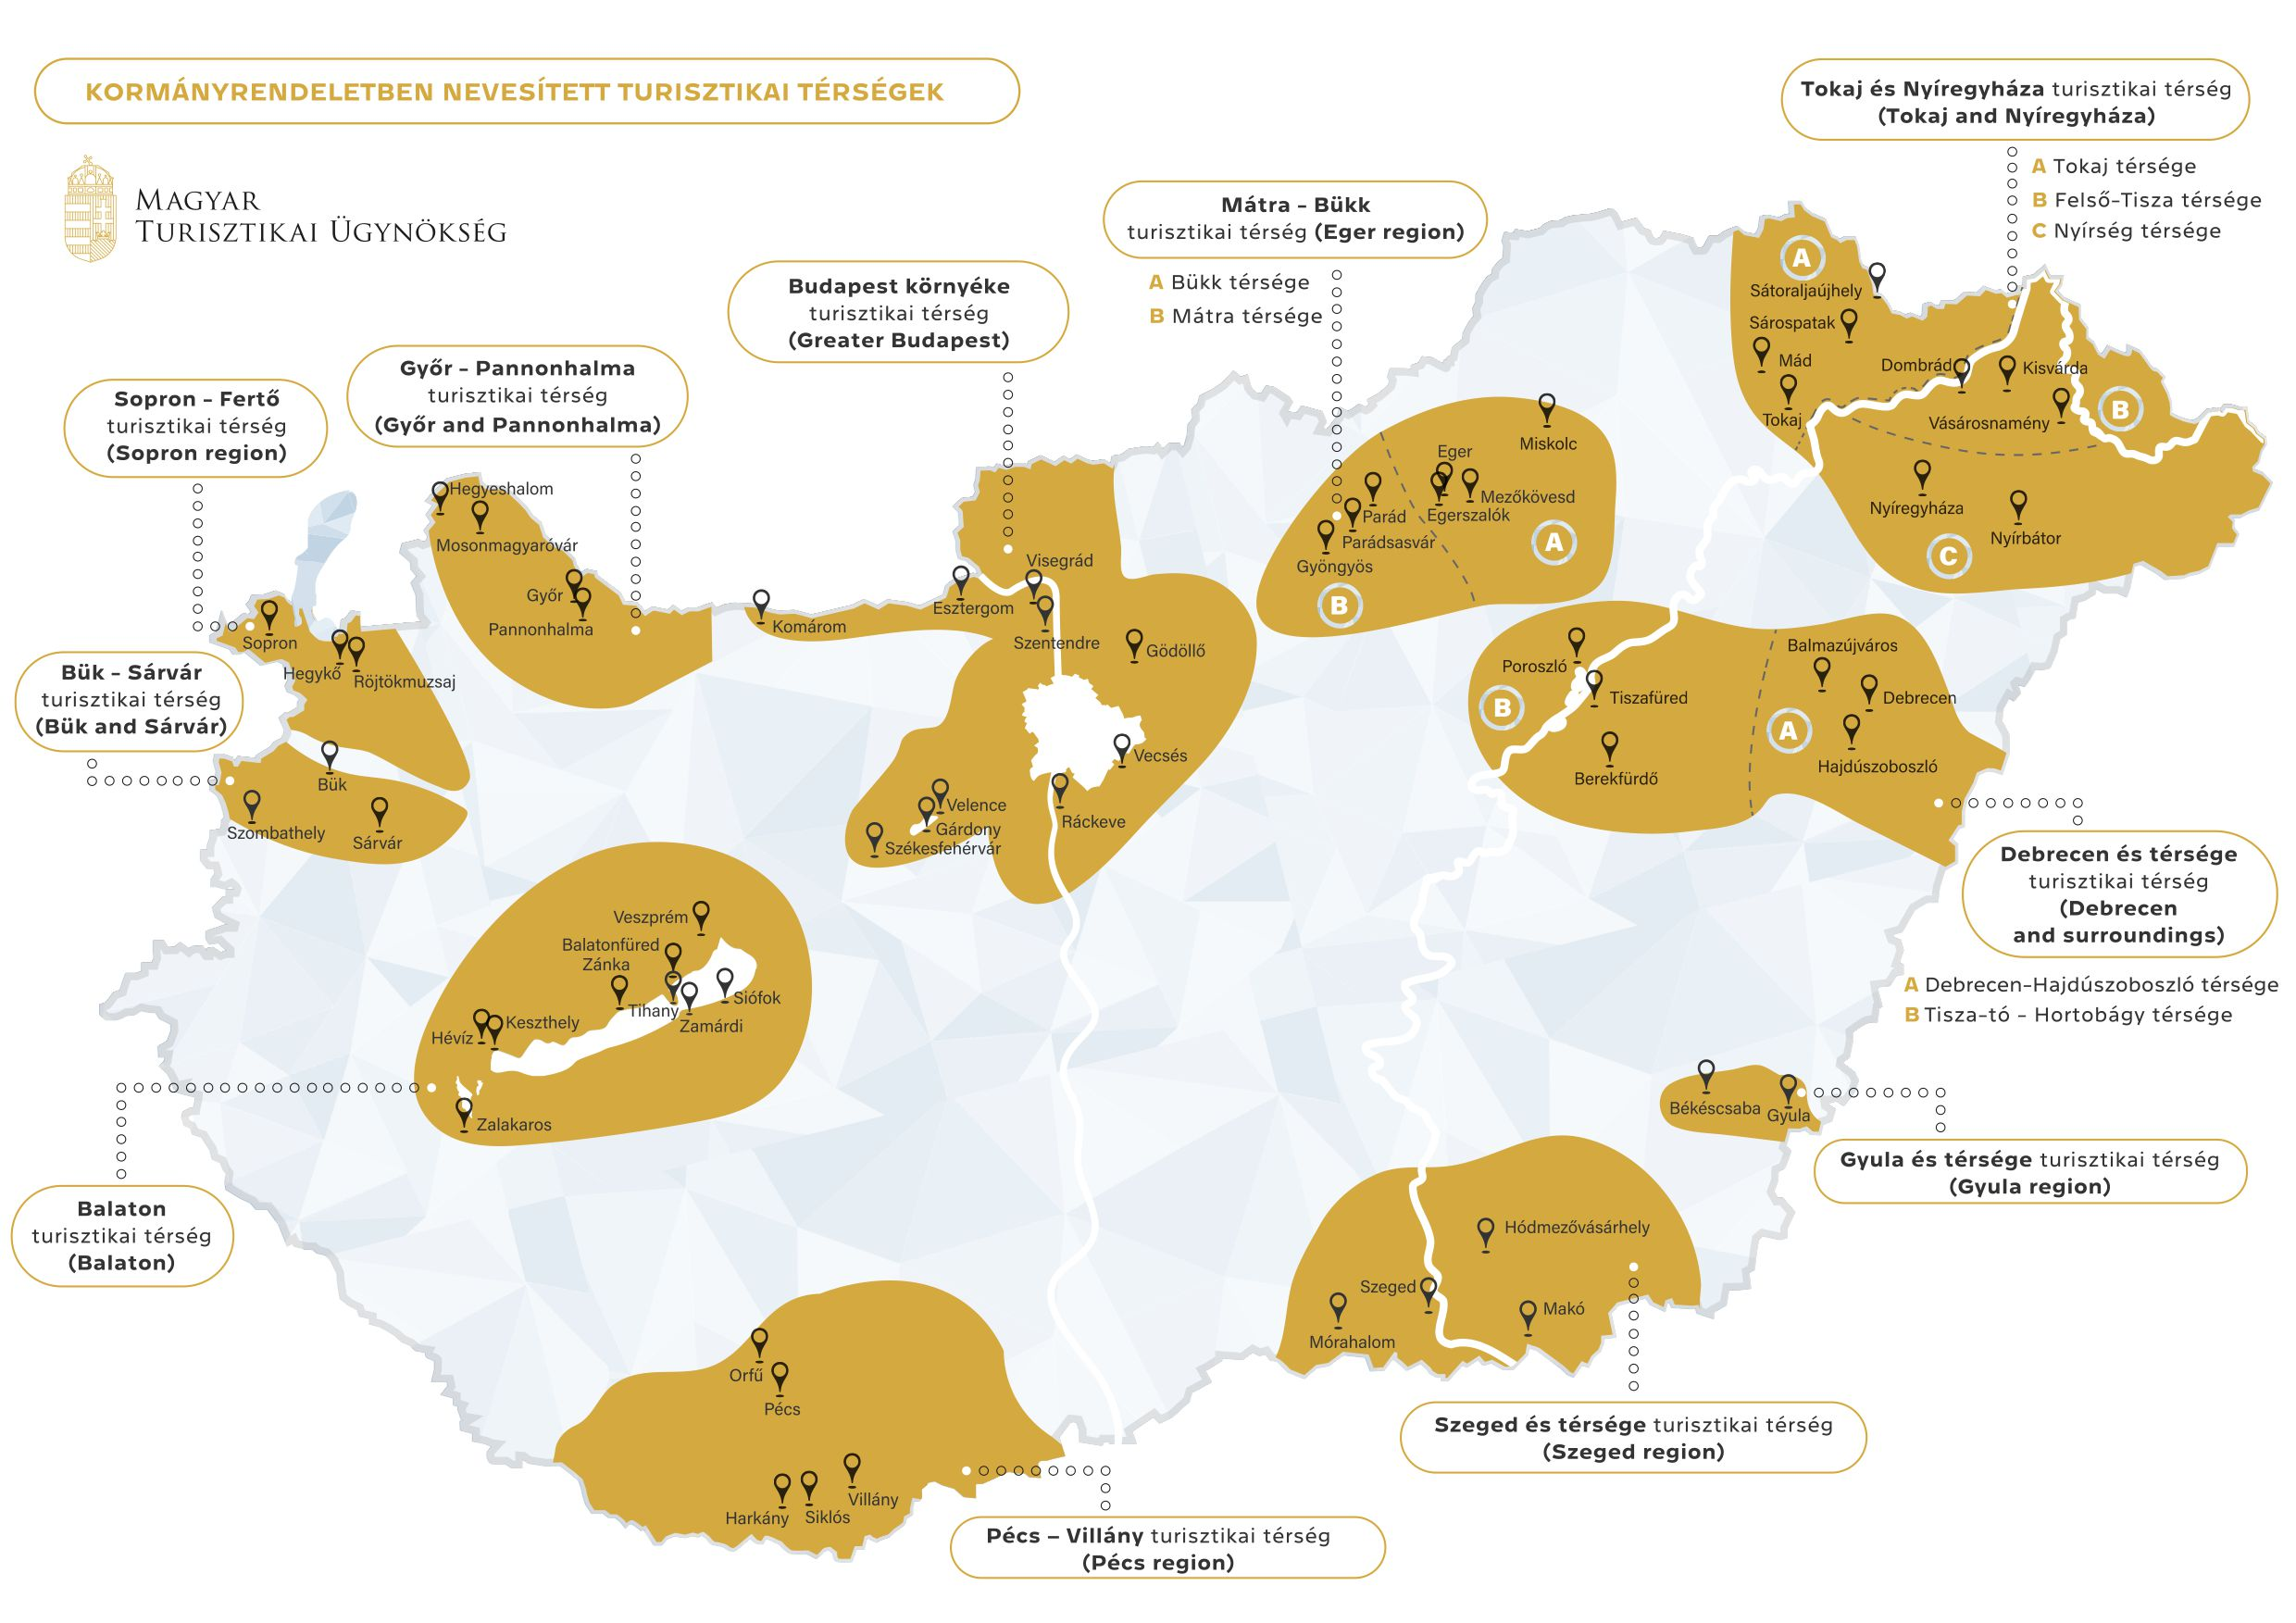 KORMÁNYRENDELETBEN NEVESÍTETT TURISZTIKAI TÉRSÉGEK
MAGYAR
TURISZTIKAI ÜGYNÖKSÉG
Tokaj és Nyíregyháza turisztikai térség
(Tokaj and Nyíregyháza)
A Tokaj térsége
B Felső-Tisza térsége
C Nyírség térsége
Mátra - Bükk
turisztikai térség (Eger region)
A Bükk térsége
B Mátra térsége
Budapest környéke
turisztikai térség
(Greater Budapest)
Győr - Pannonhalma
turisztikai térség
(Győr and Pannonhalma)
Sopron - Fertő
turisztikai térség
(Sopron region)
Bük - Sárvár
turisztikai térség
(Bük and Sárvár)
A
Sátoraljaújhely
Sárospatak
Mád
Tokaj
Dombrád
Kisvárda
Vásárosnamény
B
Nyíregyháza
Nyírbátor
C
Miskolc
Eger
Mezőkövesd
Egerszalók
Parád
Parádsasvár
Gyöngyös
A
B
Hegyeshalom
Mosonmagyaróvár
Győr
Pannonhalma
Komárom
Esztergom
Visegrád
Szentendre
Gödöllő
Vecsés
Ráckeve
Velence
Gárdony
Székesfehérvár
Sopron
Hegykő
Röjtökmuzsaj
Bük
Szombathely
Sárvár
Poroszló
Tiszafüred
Berekfürdő
B
Balmazújváros
Debrecen
Hajdúszoboszló
A
Debrecen és térsége
turisztikai térség
(Debrecen
and surroundings)
A Debrecen-Hajdúszoboszló térsége
B Tisza-tó - Hortobágy térsége
Veszprém
Balatonfüred
Zánka
Tihany
Siófok
Zamárdi
Keszthely
Hévíz
Zalakaros
Balaton
turisztikai térség
(Balaton)
Békéscsaba
Gyula
Gyula és térsége turisztikai térség
(Gyula region)
Hódmezővásárhely
Szeged
Makó
Mórahalom
Szeged és térsége turisztikai térség
(Szeged region)
Orfű
Pécs
Harkány
Siklós
Villány
Pécs – Villány turisztikai térség
(Pécs region)